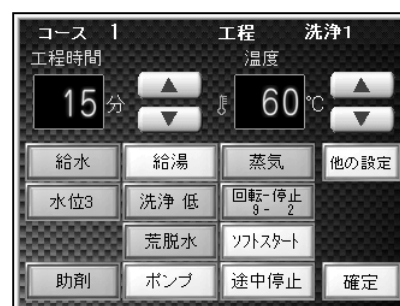 コース 1 工程 洗浄1
工程時間 温度
15 分 60 ℃
給水 給湯 蒸気 他の設定
水位3 洗浄 低 回転-停止
9- 2
荒脱水 ソフトスタート
助剤 ポンプ 途中停止 確定